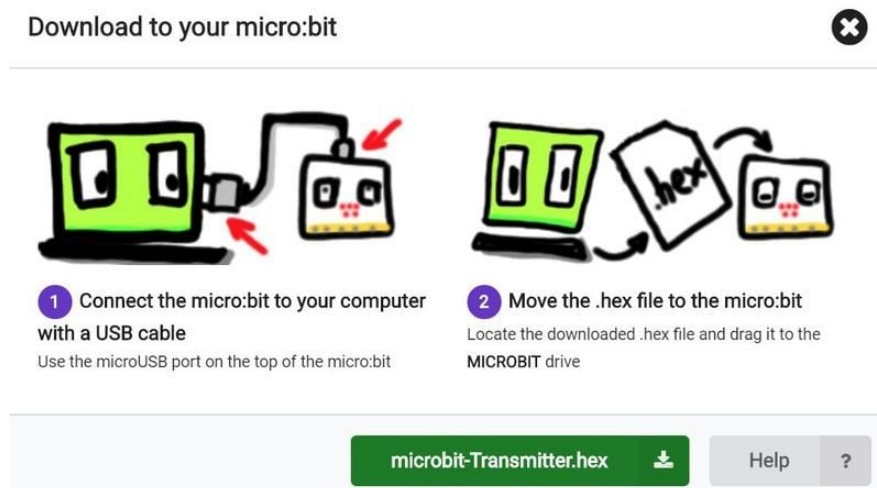 Download to your micro:bit
.hex
1 Connect the micro:bit to your computer
with a USB cable
Use the microUSB port on the top of the micro:bit
2 Move the .hex file to the micro:bit
Locate the downloaded .hex file and drag it to the
MICROBIT drive
microbit-Transmitter.hex
Help ?